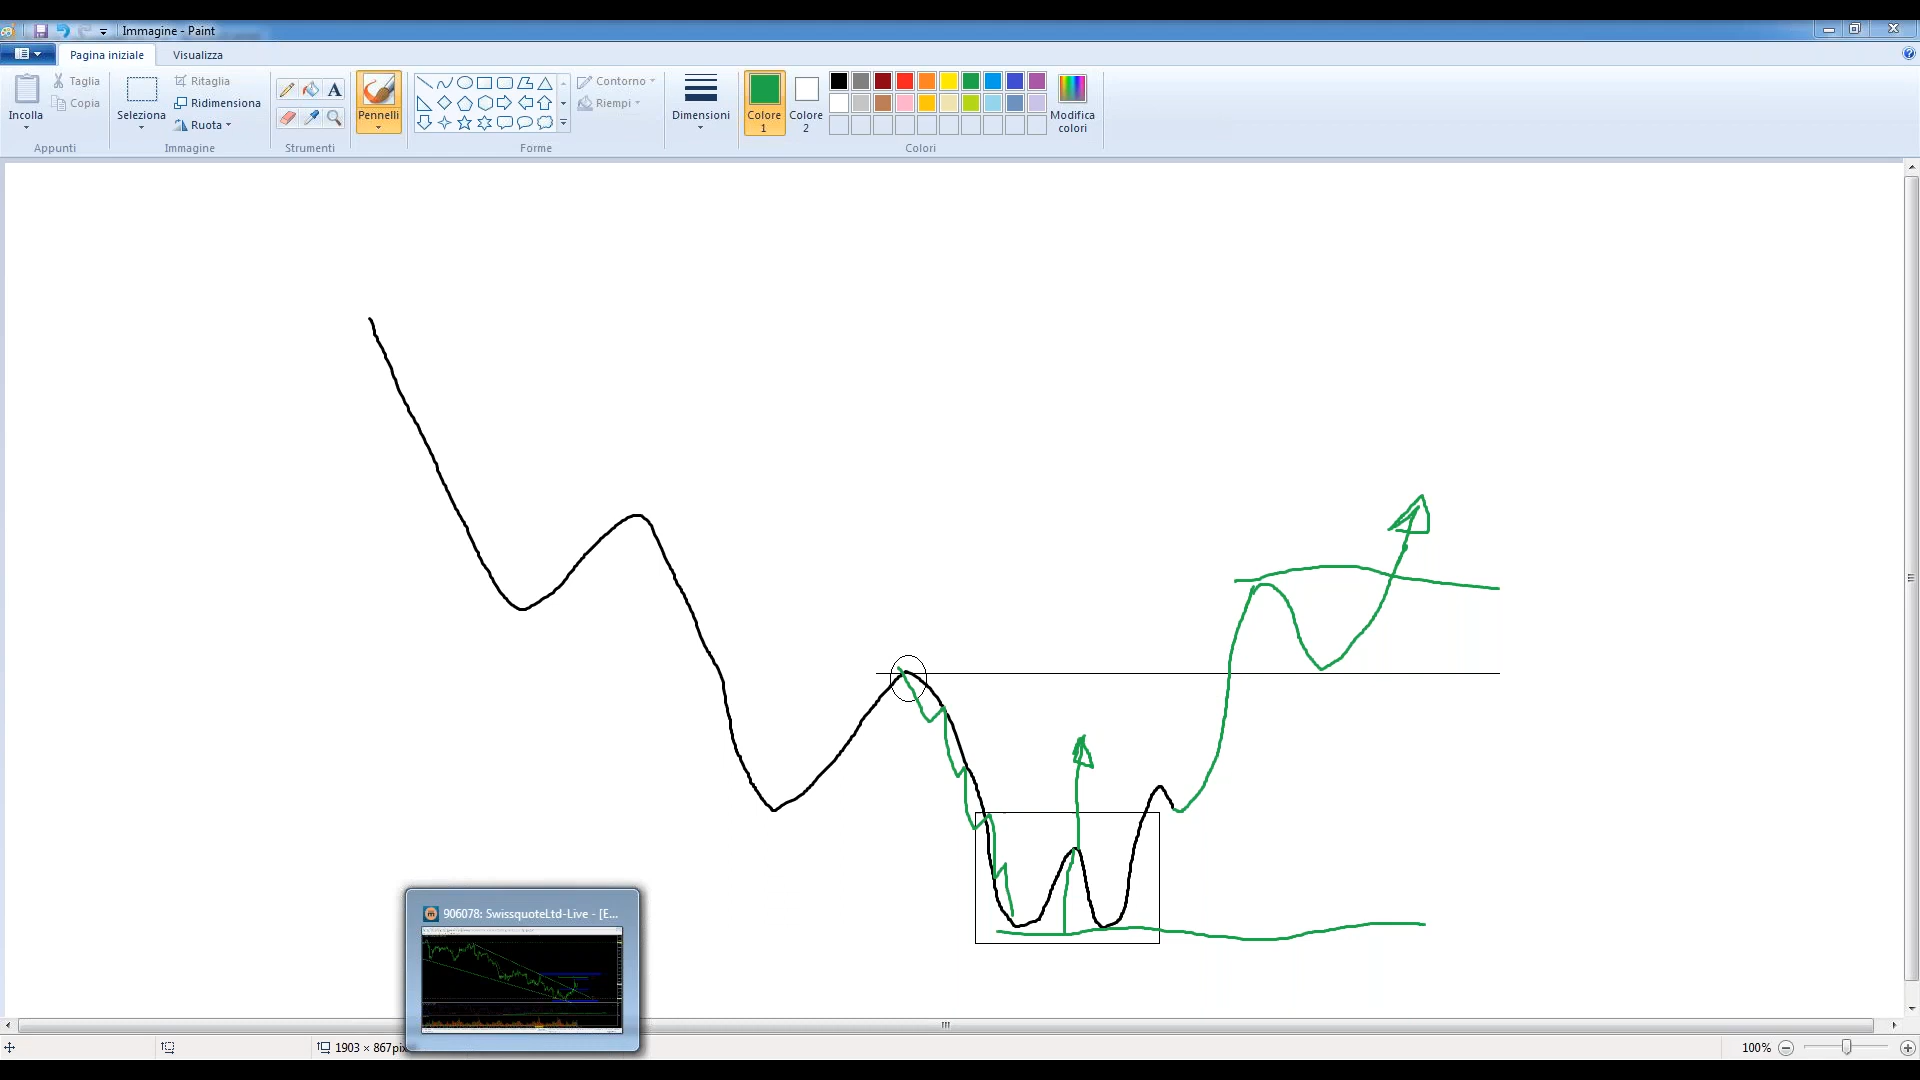 Immagine - Paint
Pagina iniziale
Visualizza
Incolla
Taglia
Copia
Appunti
Seleziona
Ritaglia
Ridimensiona
Ruota
Immagine
A
Strumenti
Pennelli
Contorno
Riempi
Forme
Dimensioni
Colore
1
Colore
2
Modifica
colori
Colori
906078: SwissquoteLtd-Live - [E...
1903 × 867pix
100%